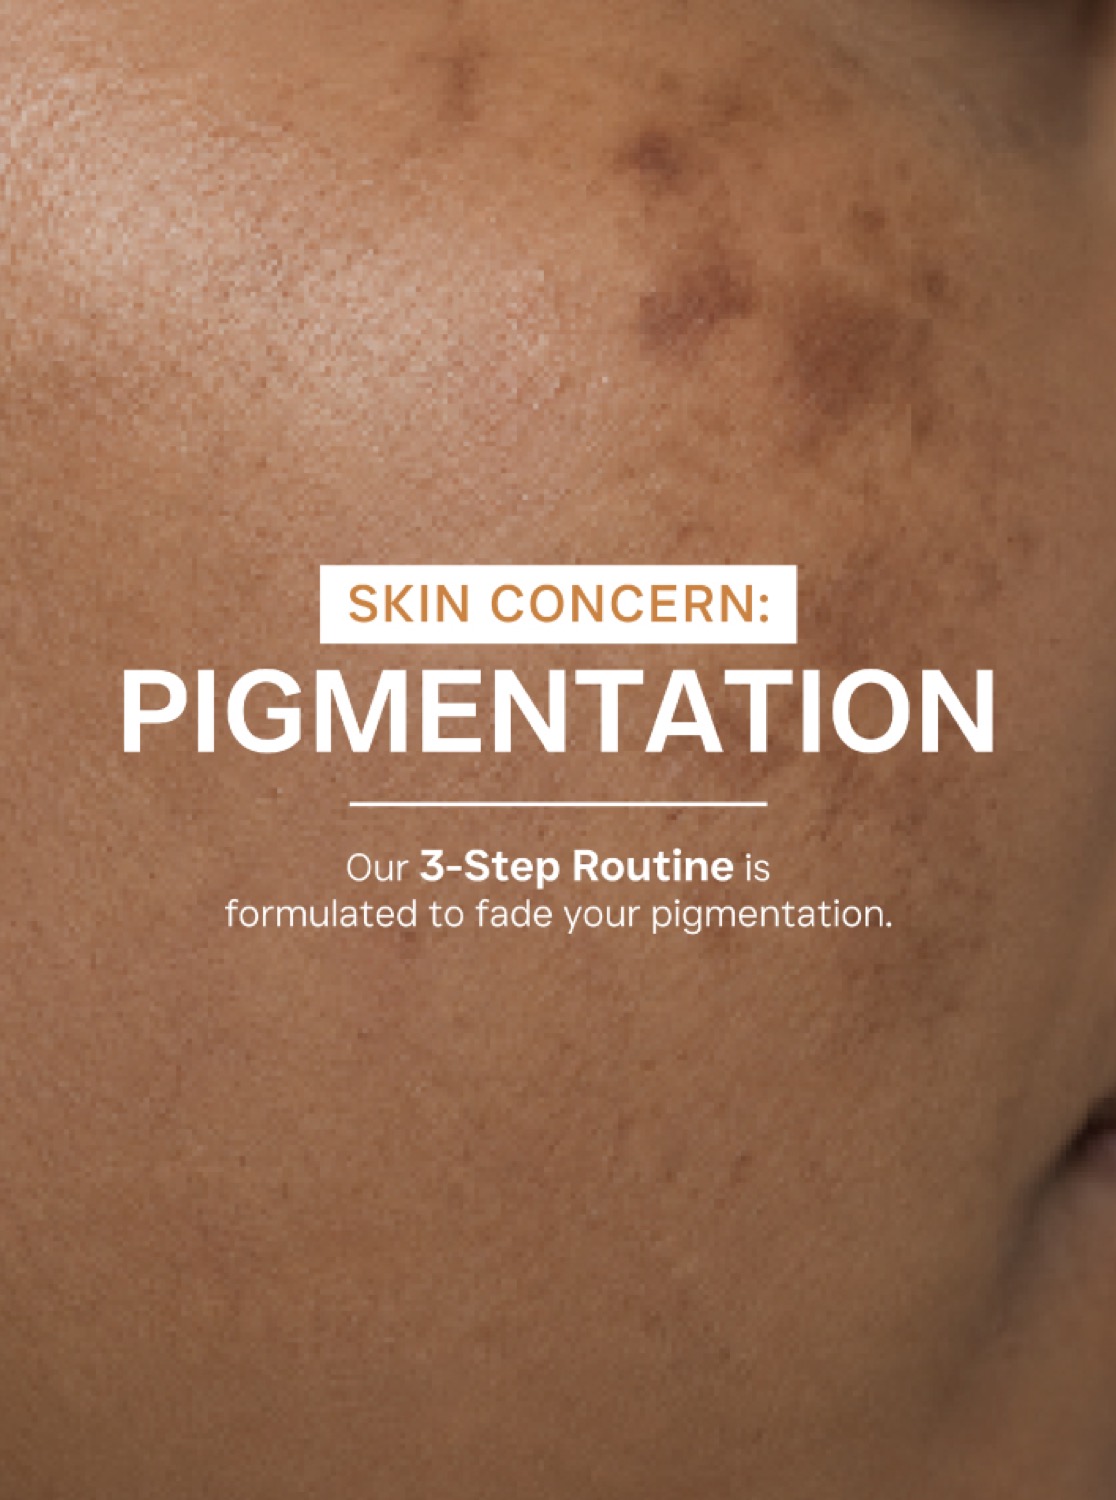 SKIN CONCERN:
PIGMENTATION
Our 3-Step Routine is
formulated to fade your pigmentation.